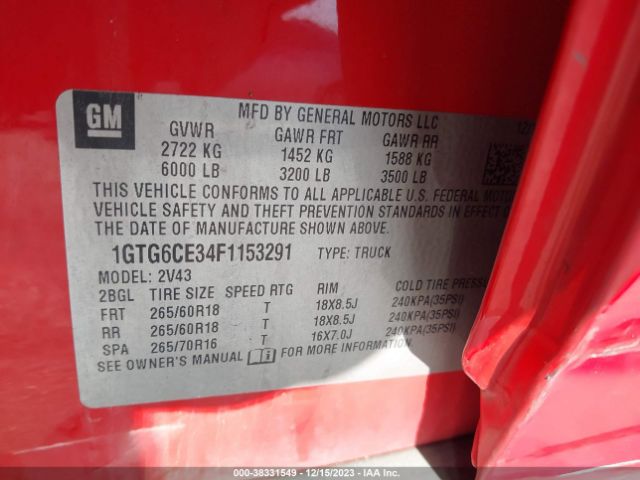 GM
MFD BY GENERAL MOTORS LLC
GVWR GAWR FRT GAWR RR
2722 KG 1452 KG 1588 KG
6000 LB 3200 LB 3500 LB
THIS VEHICLE CONFORMS TO ALL APPLICABLE U.S. FEDERAL MOTOR
VEHICLE SAFETY AND THEFT PREVENTION STANDARDS IN EFFECT
THE DATE OF MANUFACTURE SHOWN ABOVE.
1GTG6CE34F1153291 TYPE: TRUCK
MODEL: 2V43
2BGL TIRE SIZE SPEED RTG RIM COLD TIRE PRESS
FRT 265/60R18 T 18X8.5J 240KPA(35PSI)
RR 265/60R18 T 18X8.5J 240KPA(35PSI)
SPA 265/70R16 T 16X7.0J 240KPA(35PSI)
SEE OWNER'S MANUAL FOR MORE INFORMATION.
000-38331549 - 12/15/2023 - IAA Inc.